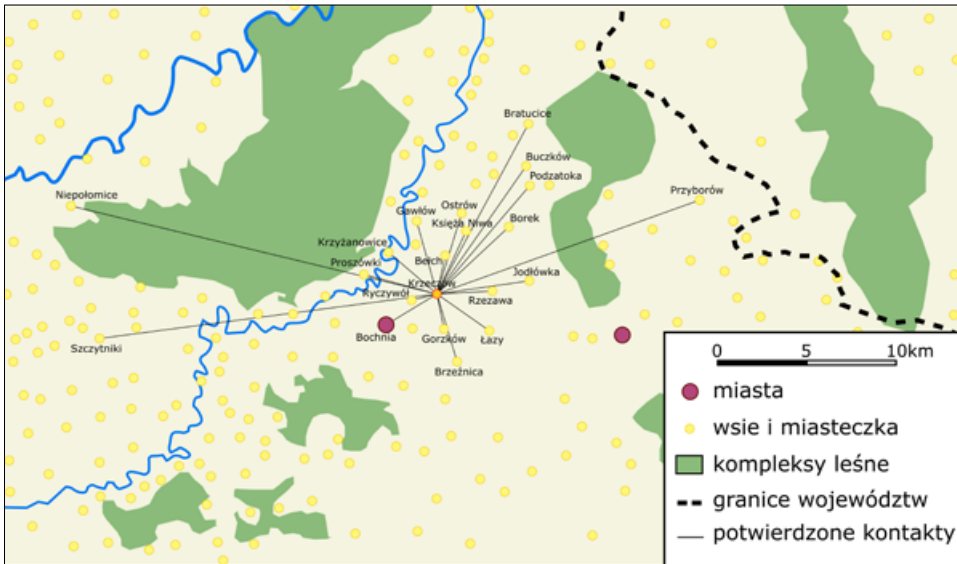 Bratucice
Buczków
Podzatoka
Niepołomice
Przyborów
Ostrów
Gawłów
Księża Niwa
Borek
Krzyżanowice
Bełch
Proszówki
Jodłówka
Krzeczów
Ryczywół
Rzezawa
Szczytniki
Bochnia
Gorzków
Łazy
Brzeźnica
0 5 10km
miasta
wsie i miasteczka
kompleksy leśne
granice województw
potwierdzone kontakty